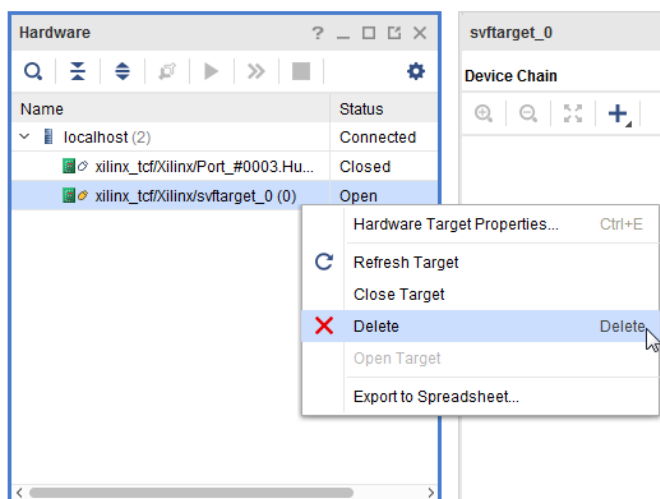 Hardware
svftarget_0
Device Chain
Name Status
localhost (2) Connected
xilinx_tcf/Xilinx/Port_#0003.Hu... Closed
xilinx_tcf/Xilinx/svftarget_0 (0) Open
Hardware Target Properties... Ctrl+E
Refresh Target
Close Target
Delete Delete
Open Target
Export to Spreadsheet...